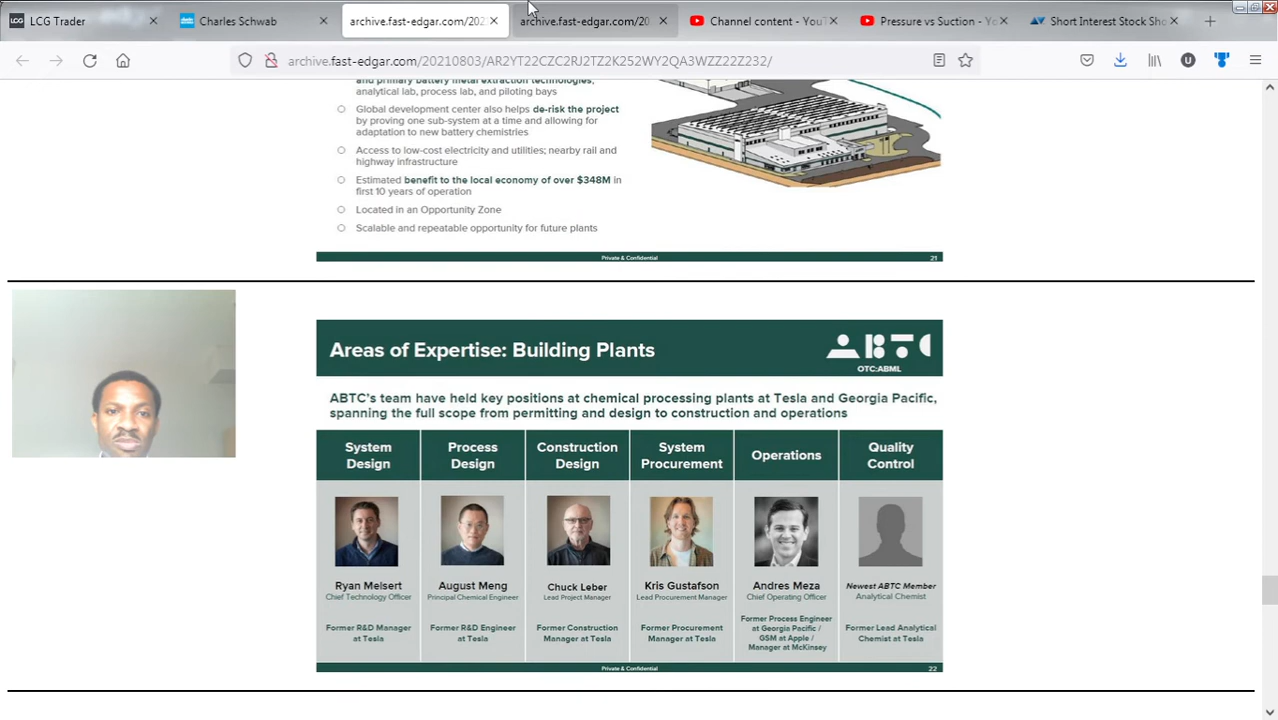 LCG Trader
Charles Schwab
archive.fast-edgar.com/202
archive.fast-edgar.com/202
Channel content - YouT
Pressure vs Suction - Yo
Short Interest Stock Sho
archive.fast-edgar.com/20210803/AR2YT22CZC2RJ2TZ2K252WY2QA3WZZ22Z232/
and primary battery metal extraction technologies,
analytical lab, process lab, and piloting bays
Global development center also helps de-risk the project
by proving one sub-system at a time and allowing for
adaptation to new battery chemistries
Access to low-cost electricity and utilities; nearby rail and
highway infrastructure
Estimated benefit to the local economy of over $348M in
first 10 years of operation
Located in an Opportunity Zone
Scalable and repeatable opportunity for future plants
Private & Confidential
21
Areas of Expertise: Building Plants
ABTC
OTC:ABML
ABTC's team have held key positions at chemical processing plants at Tesla and Georgia Pacific,
spanning the full scope from permitting and design to construction and operations
System
Design
Process
Design
Construction
Design
System
Procurement
Operations
Quality
Control
Ryan Melsert
Chief Technology Officer
Former R&D Manager
at Tesla
August Meng
Principal Chemical Engineer
Former R&D Engineer
at Tesla
Chuck Leber
Lead Project Manager
Former Construction
Manager at Tesla
Kris Gustafson
Lead Procurement Manager
Former Procurement
Manager at Tesla
Andres Meza
Chief Operating Officer
Former Process Engineer
at Georgia Pacific /
GSM at Apple /
Manager at McKinsey
Newest ABTC Member
Analytical Chemist
Former Lead Analytical
Chemist at Tesla
Private & Confidential
22